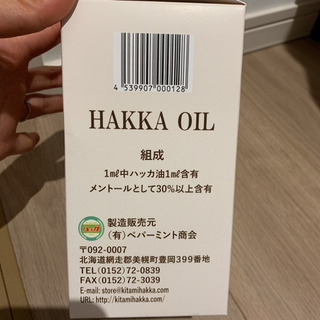 4 539907 000128
HAKKA OIL
組成
1mℓ中ハッカ油1mℓ含有
メントールとして30%以上含有
製造販売元
(有)ペパーミント商会
〒092-0007
北海道網走郡美幌町豊岡399番地
TEL(0152)72-0839
FAX(0152)72-3039
E-mail: store@kitamihakka.com
URL: http://kitamihakka.com/